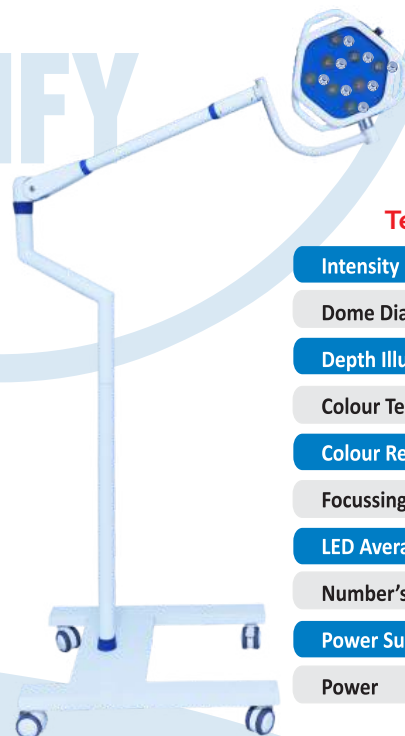 IFY
Te
Intensity
Dome Dia
Depth Illu
Colour Te
Colour Re
Focussing
LED Avera
Number's
Power Su
Power